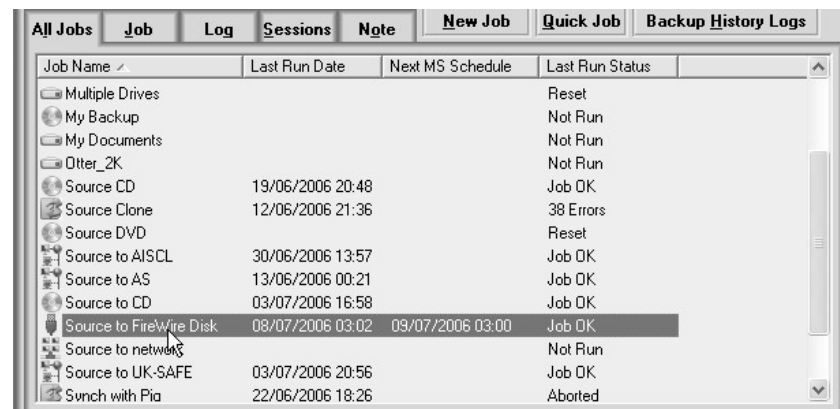 All Jobs Job Log Sessions Note New Job Quick Job Backup History Logs
Job Name Last Run Date Next MS Schedule Last Run Status
Multiple Drives Reset
My Backup Not Run
My Documents Not Run
Otter_2K Not Run
Source CD 19/06/2006 20:48 Job OK
Source Clone 12/06/2006 21:36 38 Errors
Source DVD Reset
Source to AISCL 30/06/2006 13:57 Job OK
Source to AS 13/06/2006 00:21 Job OK
Source to CD 03/07/2006 16:58 Job OK
Source to FireWire Disk 08/07/2006 03:02 09/07/2006 03:00 Job OK
Source to network Not Run
Source to UK-SAFE 03/07/2006 20:56 Job OK
Synch with Pig 22/06/2006 18:26 Aborted